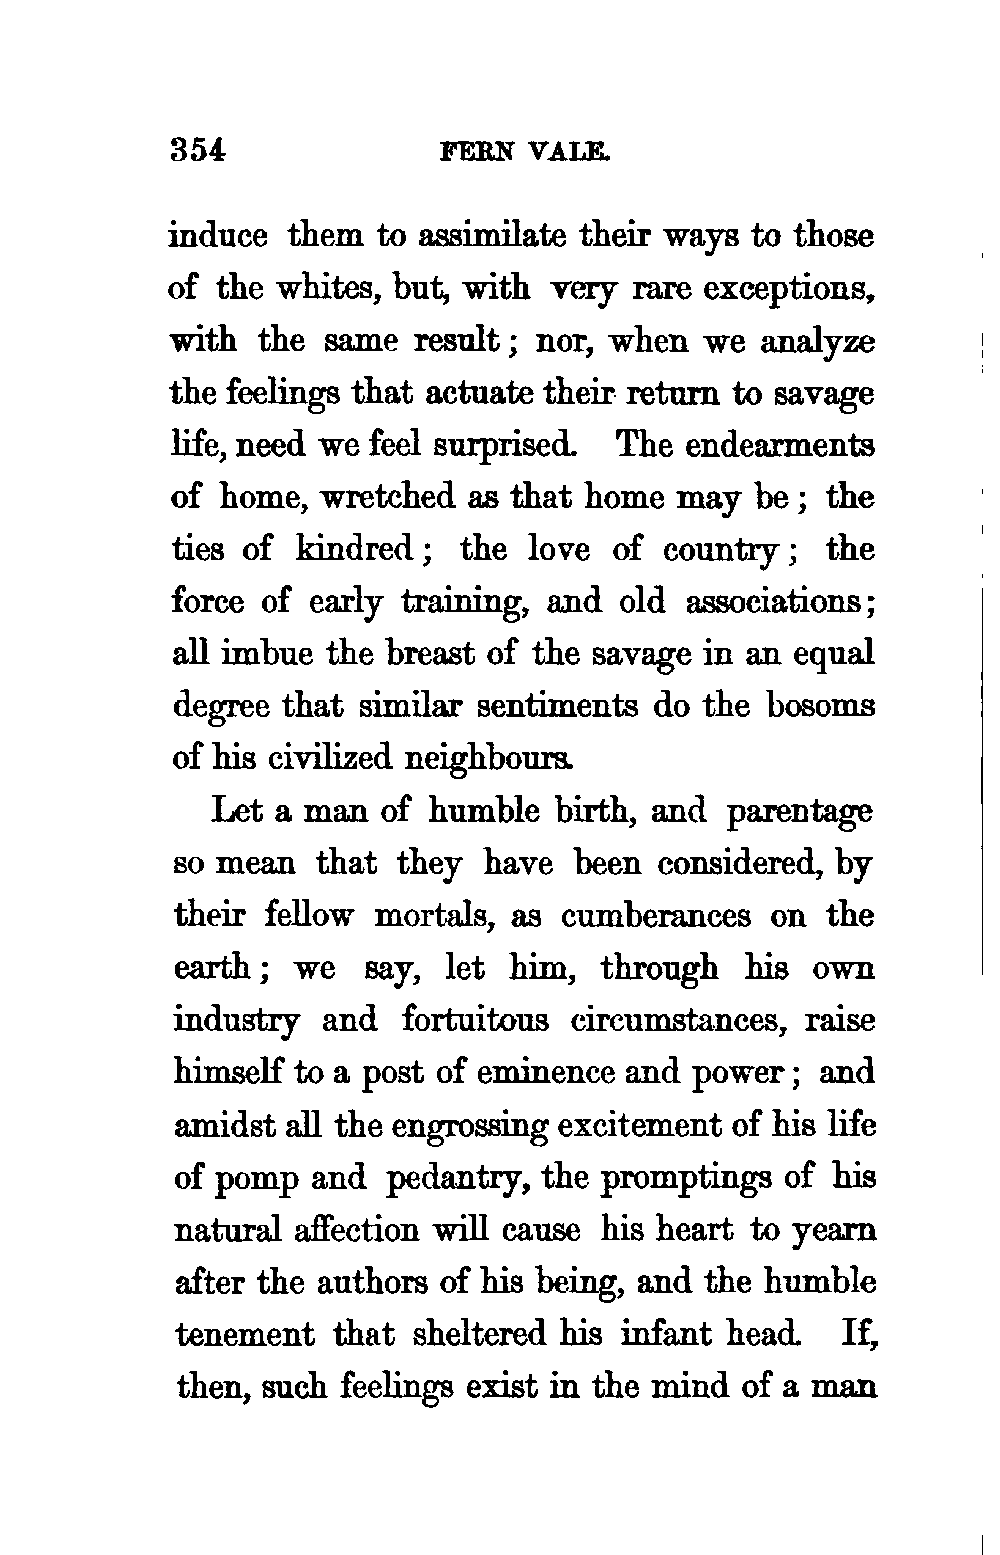 354 FERN VALE.
induce them to assimilate their ways to those
of the whites, but, with very rare exceptions,
with the same result; nor, when we analyze
the feelings that actuate their return to savage
life, need we feel surprised. The endearments
of home, wretched as that home may be; the
ties of kindred; the love of country; the
force of early training, and old associations;
all imbue the breast of the savage in an equal
degree that similar sentiments do the bosoms
of his civilized neighbours.
Let a man of humble birth, and parentage
so mean that they have been considered, by
their fellow mortals, as cumberances on the
earth; we say, let him, through his own
industry and fortuitous circumstances, raise
himself to a post of eminence and power; and
amidst all the engrossing excitement of his life
of pomp and pedantry, the promptings of his
natural affection will cause his heart to yearn
after the authors of his being, and the humble
tenement that sheltered his infant head. If,
then, such feelings exist in the mind of a man